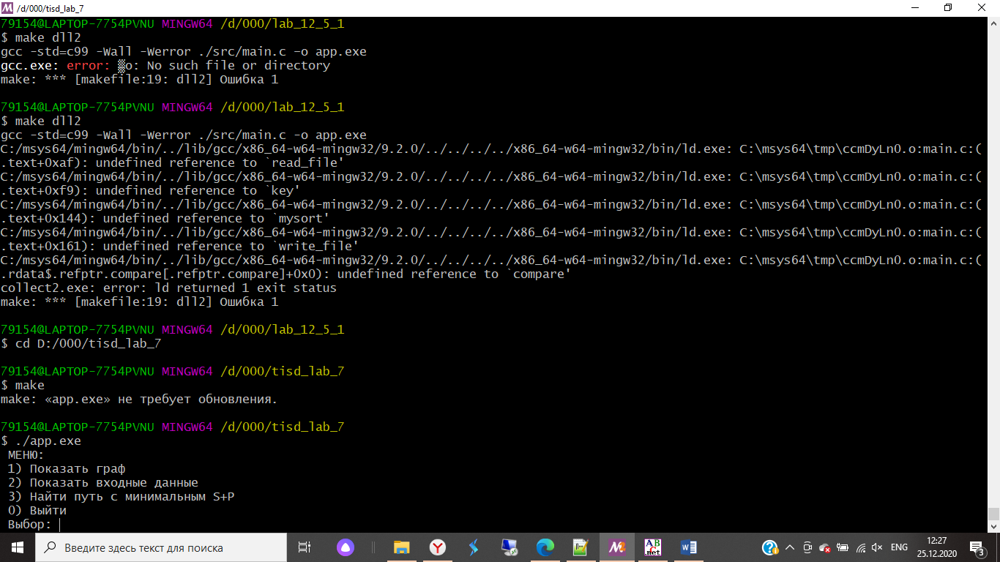 /d/000/tisd_lab_7
79154@LAPTOP-7754PVNU MINGW64 /d/000/lab_12_5_1
$ make dll2
gcc -std=c99 -Wall -Werror ./src/main.c -o app.exe
gcc.exe: error: ▒o: No such file or directory
make: *** [makefile:19: dll2] Ошибка 1
79154@LAPTOP-7754PVNU MINGW64 /d/000/lab_12_5_1
$ make dll2
gcc -std=c99 -Wall -Werror ./src/main.c -o app.exe
C:/msys64/mingw64/bin/../lib/gcc/x86_64-w64-mingw32/9.2.0/../../../../x86_64-w64-mingw32/bin/ld.exe: C:\msys64\tmp\ccmDyLnO.o:main.c:(
.text+0xaf): undefined reference to `read_file'
C:/msys64/mingw64/bin/../lib/gcc/x86_64-w64-mingw32/9.2.0/../../../../x86_64-w64-mingw32/bin/ld.exe: C:\msys64\tmp\ccmDyLnO.o:main.c:(
.text+0xf9): undefined reference to `key'
C:/msys64/mingw64/bin/../lib/gcc/x86_64-w64-mingw32/9.2.0/../../../../x86_64-w64-mingw32/bin/ld.exe: C:\msys64\tmp\ccmDyLnO.o:main.c:(
.text+0x144): undefined reference to `mysort'
C:/msys64/mingw64/bin/../lib/gcc/x86_64-w64-mingw32/9.2.0/../../../../x86_64-w64-mingw32/bin/ld.exe: C:\msys64\tmp\ccmDyLnO.o:main.c:(
.text+0x161): undefined reference to `write_file'
C:/msys64/mingw64/bin/../lib/gcc/x86_64-w64-mingw32/9.2.0/../../../../x86_64-w64-mingw32/bin/ld.exe: C:\msys64\tmp\ccmDyLnO.o:main.c:(
.rdata$.refptr.compare[.refptr.compare]+0x0): undefined reference to `compare'
collect2.exe: error: ld returned 1 exit status
make: *** [makefile:19: dll2] Ошибка 1
79154@LAPTOP-7754PVNU MINGW64 /d/000/lab_12_5_1
$ cd D:/000/tisd_lab_7
79154@LAPTOP-7754PVNU MINGW64 /d/000/tisd_lab_7
$ make
make: «app.exe» не требует обновления.
79154@LAPTOP-7754PVNU MINGW64 /d/000/tisd_lab_7
$ ./app.exe
МЕНЮ:
1) Показать граф
2) Показать входные данные
3) Найти путь с минимальным S+P
0) Выйти
Выбор:
Введите здесь текст для поиска
ENG
12:27
25.12.2020
3